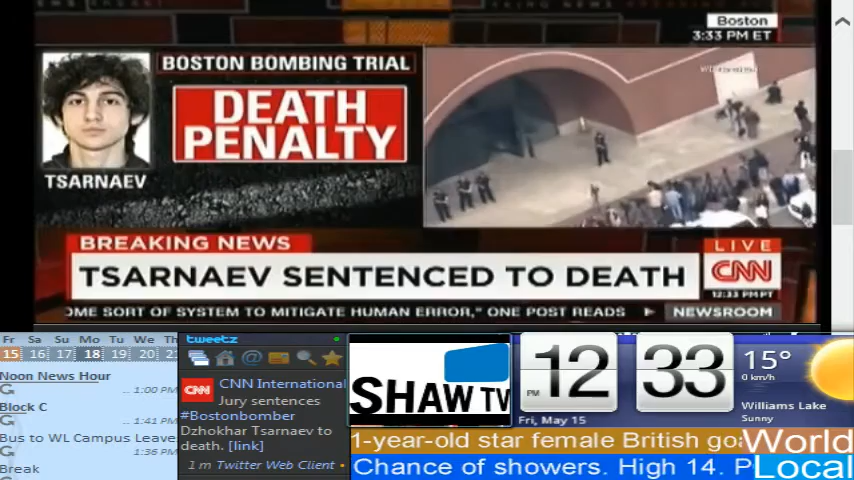 Boston
3:33 PM ET
BOSTON BOMBING TRIAL
DEATH
PENALTY
TSARNAEV
BREAKING NEWS
TSARNAEV SENTENCED TO DEATH
LIVE
CNN
12:33 PM PT
OME SORT OF SYSTEM TO MITIGATE HUMAN ERROR," ONE POST READS
NEWSROOM
Fr Sa Su Mo Tu We Th
15 16 17 18 19 20 21
Noon News Hour
.. 1:00 PM
Block C
.. 1:41 PM
Bus to WL Campus Leave
1:36 PM
Break
tweetz
CNN
CNN International
Jury sentences
#Bostonbomber
Dzhokhar Tsarnaev to
death. [link]
1 m Twitter Web Client
SHAW TV
PM 12 33
Fri, May 15
15°
0 km/h
Williams Lake
Sunny
1-year-old star female British goa
World
Chance of showers. High 14. P
Local